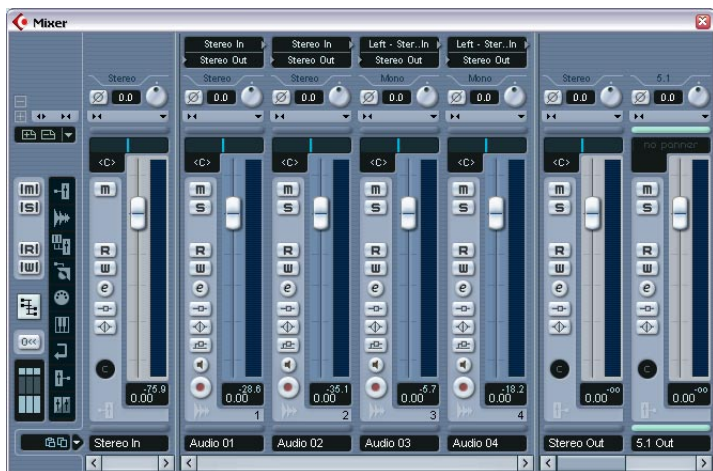 Mixer
Stereo In Stereo In Left - Ster..In Left - Ster..In
Stereo Out Stereo Out Stereo Out Stereo Out
Stereo Stereo Stereo Mono Mono Stereo 5.1
0.0 0.0 0.0 0.0 0.0 0.0 0.0
no panner
<C> <C> <C> <C> <C> <C>
m m m m m m m m
S S S S S S S
R R R R R R R R
W W W W W W W W
e e e e e e e
0<<
C C C
-75.9 -28.6 -35.1 -5.7 -18.2 -oo -oo
0.00 0.00 0.00 0.00 0.00 0.00 0.00
1 2 3 4
Stereo In Audio 01 Audio 02 Audio 03 Audio 04 Stereo Out 5.1 Out